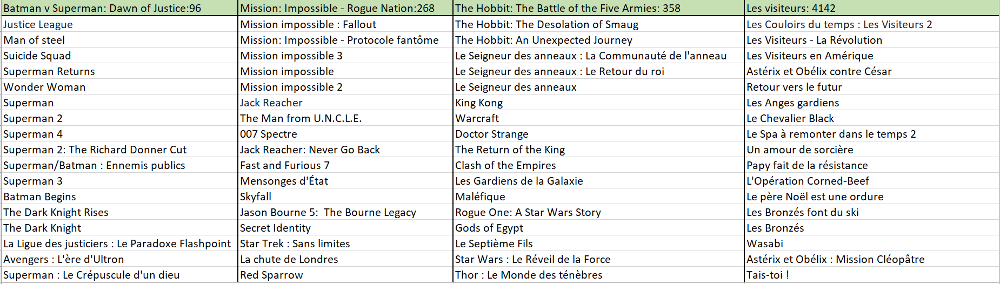 Batman v Superman: Dawn of Justice:96 Mission: Impossible - Rogue Nation:268 The Hobbit: The Battle of the Five Armies: 358 Les visiteurs: 4142
Justice League Mission impossible : Fallout The Hobbit: The Desolation of Smaug Les Couloirs du temps : Les Visiteurs 2
Man of steel Mission: Impossible - Protocole fantôme The Hobbit: An Unexpected Journey Les Visiteurs - La Révolution
Suicide Squad Mission impossible 3 Le Seigneur des anneaux : La Communauté de l'anneau Les Visiteurs en Amérique
Superman Returns Mission impossible Le Seigneur des anneaux : Le Retour du roi Astérix et Obélix contre César
Wonder Woman Mission impossible 2 Le Seigneur des anneaux Retour vers le futur
Superman Jack Reacher King Kong Les Anges gardiens
Superman 2 The Man from U.N.C.L.E. Warcraft Le Chevalier Black
Superman 4 007 Spectre Doctor Strange Le Spa à remonter dans le temps 2
Superman 2: The Richard Donner Cut Jack Reacher: Never Go Back The Return of the King Un amour de sorcière
Superman/Batman : Ennemis publics Fast and Furious 7 Clash of the Empires Papy fait de la résistance
Superman 3 Mensonges d'État Les Gardiens de la Galaxie L'Opération Corned-Beef
Batman Begins Skyfall Maléfique Le père Noël est une ordure
The Dark Knight Rises Jason Bourne 5:  The Bourne Legacy Rogue One: A Star Wars Story Les Bronzés font du ski
The Dark Knight Secret Identity Gods of Egypt Les Bronzés
La Ligue des justiciers : Le Paradoxe Flashpoint Star Trek : Sans limites Le Septième Fils Wasabi
Avengers : L'ère d'Ultron La chute de Londres Star Wars : Le Réveil de la Force Astérix et Obélix : Mission Cléopâtre
Superman : Le Crépuscule d'un dieu Red Sparrow Thor : Le Monde des ténèbres Tais-toi !